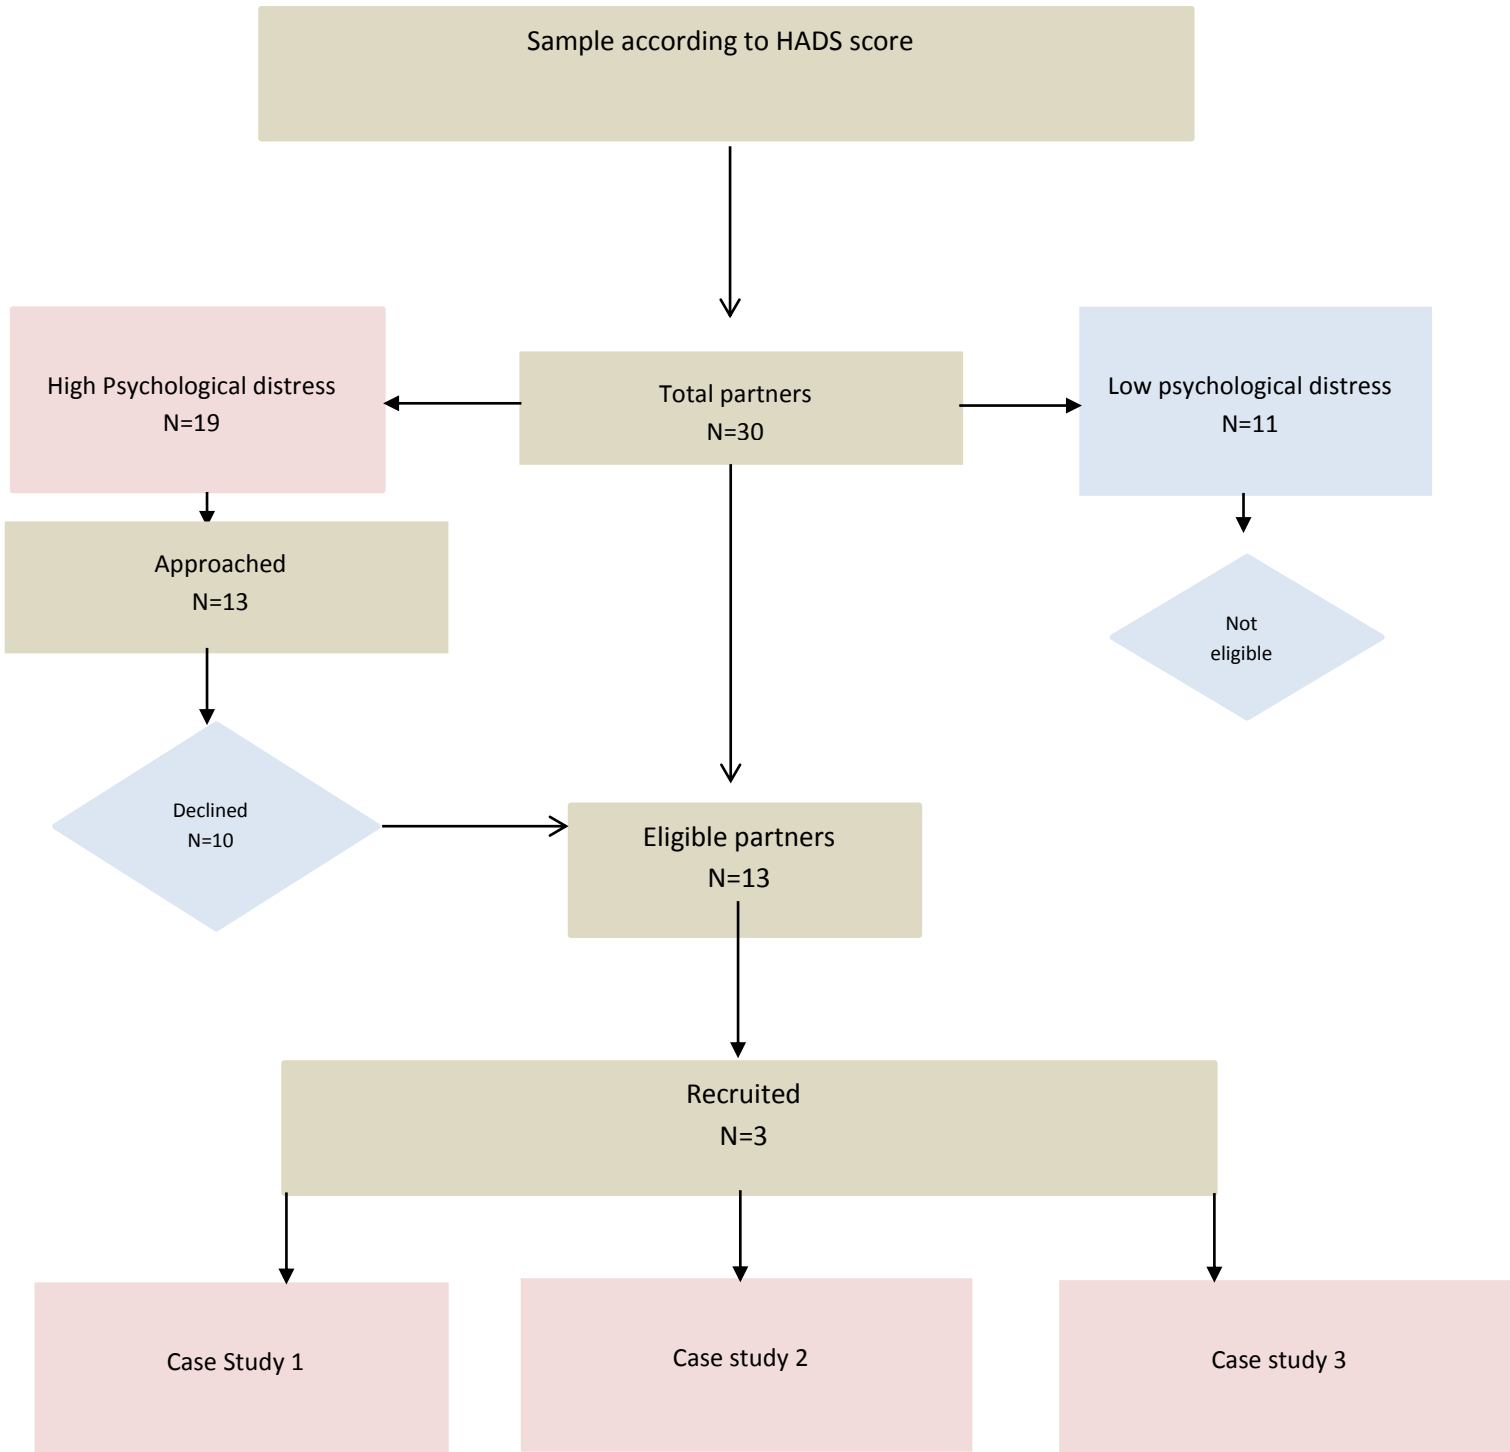 Sample according to HADS score
High Psychological distress
N=19
Total partners
N=30
Low psychological distress
N=11
Approached
N=13
Not
eligible
Declined
N=10
Eligible partners
N=13
Recruited
N=3
Case Study 1
Case study 2
Case study 3